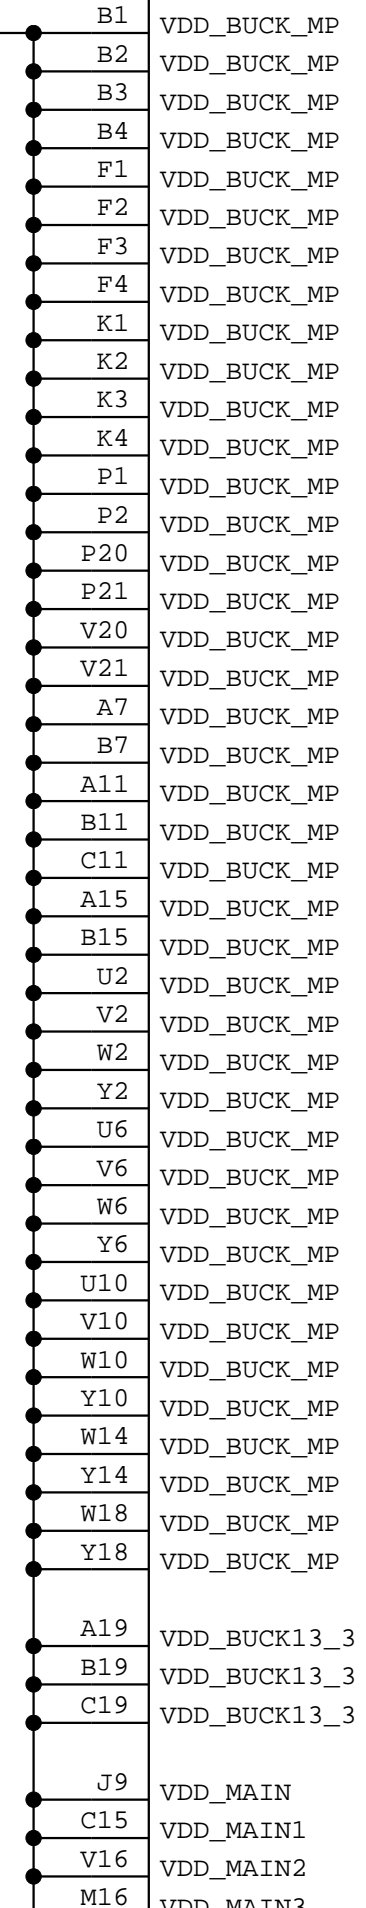 B1 VDD_BUCK_MP
B2 VDD_BUCK_MP
B3 VDD_BUCK_MP
B4 VDD_BUCK_MP
F1 VDD_BUCK_MP
F2 VDD_BUCK_MP
F3 VDD_BUCK_MP
F4 VDD_BUCK_MP
K1 VDD_BUCK_MP
K2 VDD_BUCK_MP
K3 VDD_BUCK_MP
K4 VDD_BUCK_MP
P1 VDD_BUCK_MP
P2 VDD_BUCK_MP
P20 VDD_BUCK_MP
P21 VDD_BUCK_MP
V20 VDD_BUCK_MP
V21 VDD_BUCK_MP
A7 VDD_BUCK_MP
B7 VDD_BUCK_MP
A11 VDD_BUCK_MP
B11 VDD_BUCK_MP
C11 VDD_BUCK_MP
A15 VDD_BUCK_MP
B15 VDD_BUCK_MP
U2 VDD_BUCK_MP
V2 VDD_BUCK_MP
W2 VDD_BUCK_MP
Y2 VDD_BUCK_MP
U6 VDD_BUCK_MP
V6 VDD_BUCK_MP
W6 VDD_BUCK_MP
Y6 VDD_BUCK_MP
U10 VDD_BUCK_MP
V10 VDD_BUCK_MP
W10 VDD_BUCK_MP
Y10 VDD_BUCK_MP
W14 VDD_BUCK_MP
Y14 VDD_BUCK_MP
W18 VDD_BUCK_MP
Y18 VDD_BUCK_MP
A19 VDD_BUCK13_3
B19 VDD_BUCK13_3
C19 VDD_BUCK13_3
J9 VDD_MAIN
C15 VDD_MAIN1
V16 VDD_MAIN2
M16 VDD_MAIN3